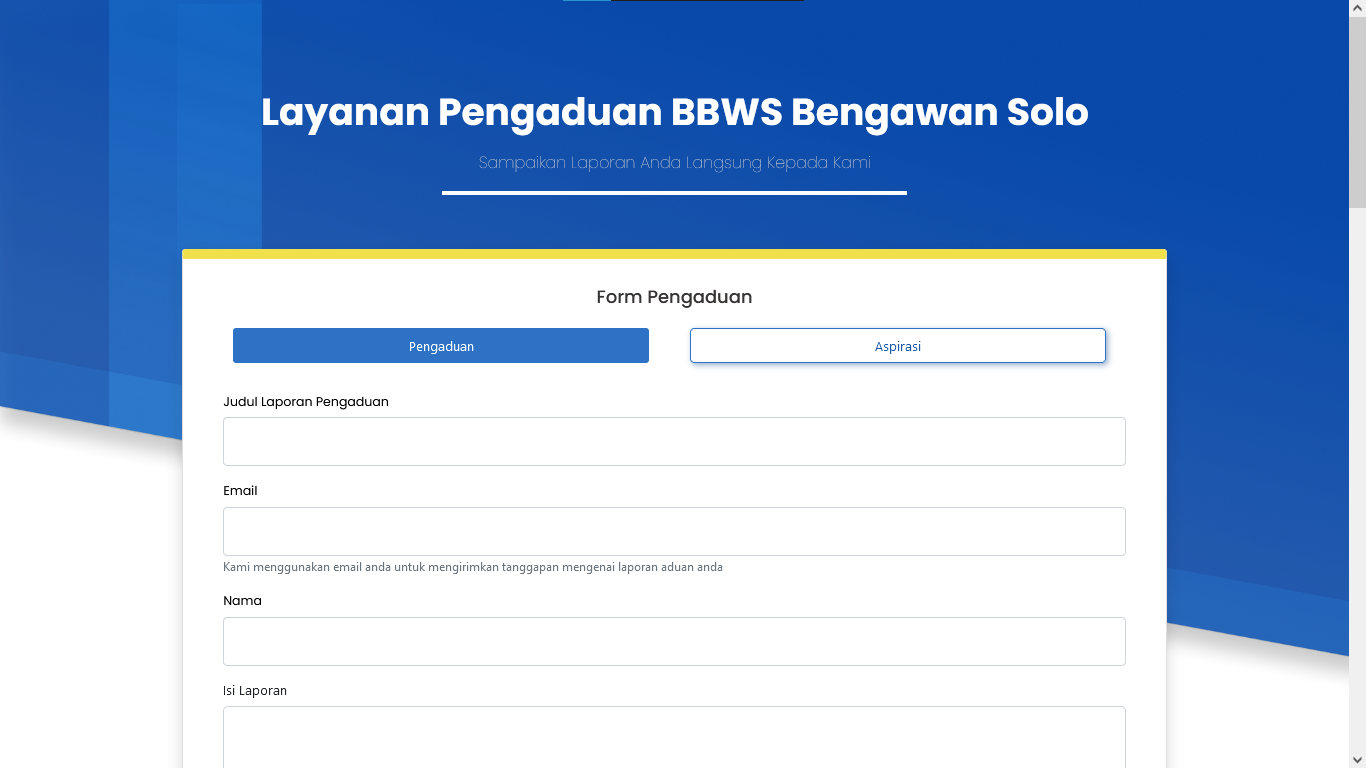 Layanan Pengaduan BBWS Bengawan Solo
Sampaikan Laporan Anda Langsung Kepada Kami
Form Pengaduan
Pengaduan
Aspirasi
Judul Laporan Pengaduan
Email
Kami menggunakan email anda untuk mengirimkan tanggapan mengenai laporan aduan anda
Nama
Isi Laporan